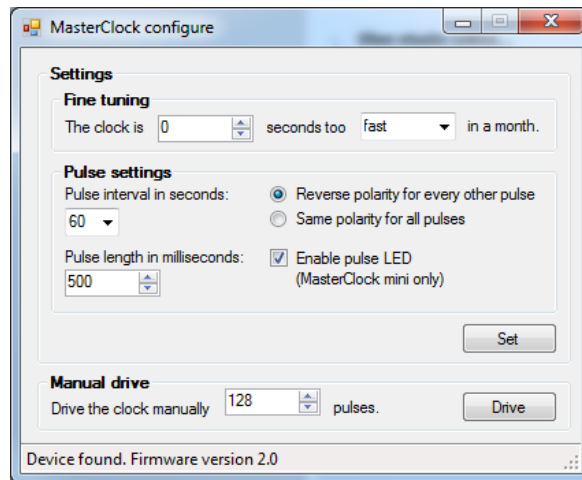 MasterClock configure
Settings
Fine tuning
The clock is 0 seconds too fast in a month.
Pulse settings
Pulse interval in seconds:
60
Reverse polarity for every other pulse
Same polarity for all pulses
Pulse length in milliseconds:
500
Enable pulse LED
(MasterClock mini only)
Set
Manual drive
Drive the clock manually 128 pulses.
Drive
Device found. Firmware version 2.0